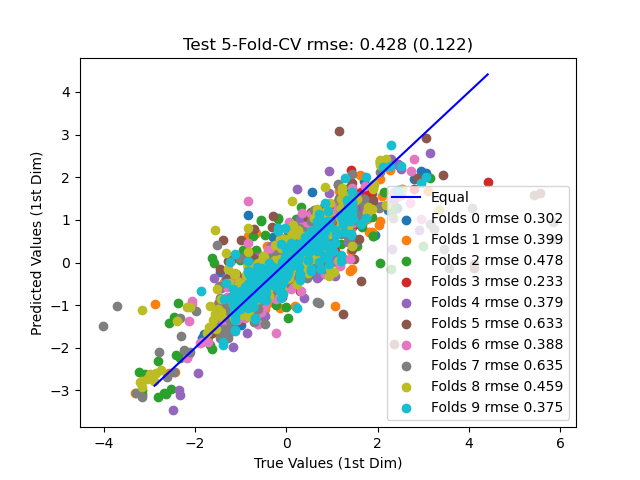 Test 5-Fold-CV rmse: 0.428 (0.122)
Predicted Values (1st Dim)
4
3
2
1
0
−1
−2
−3
Equal
Folds 0 rmse 0.302
Folds 1 rmse 0.399
Folds 2 rmse 0.478
Folds 3 rmse 0.233
Folds 4 rmse 0.379
Folds 5 rmse 0.633
Folds 6 rmse 0.388
Folds 7 rmse 0.635
Folds 8 rmse 0.459
Folds 9 rmse 0.375
−4 −2 0 2 4 6
True Values (1st Dim)